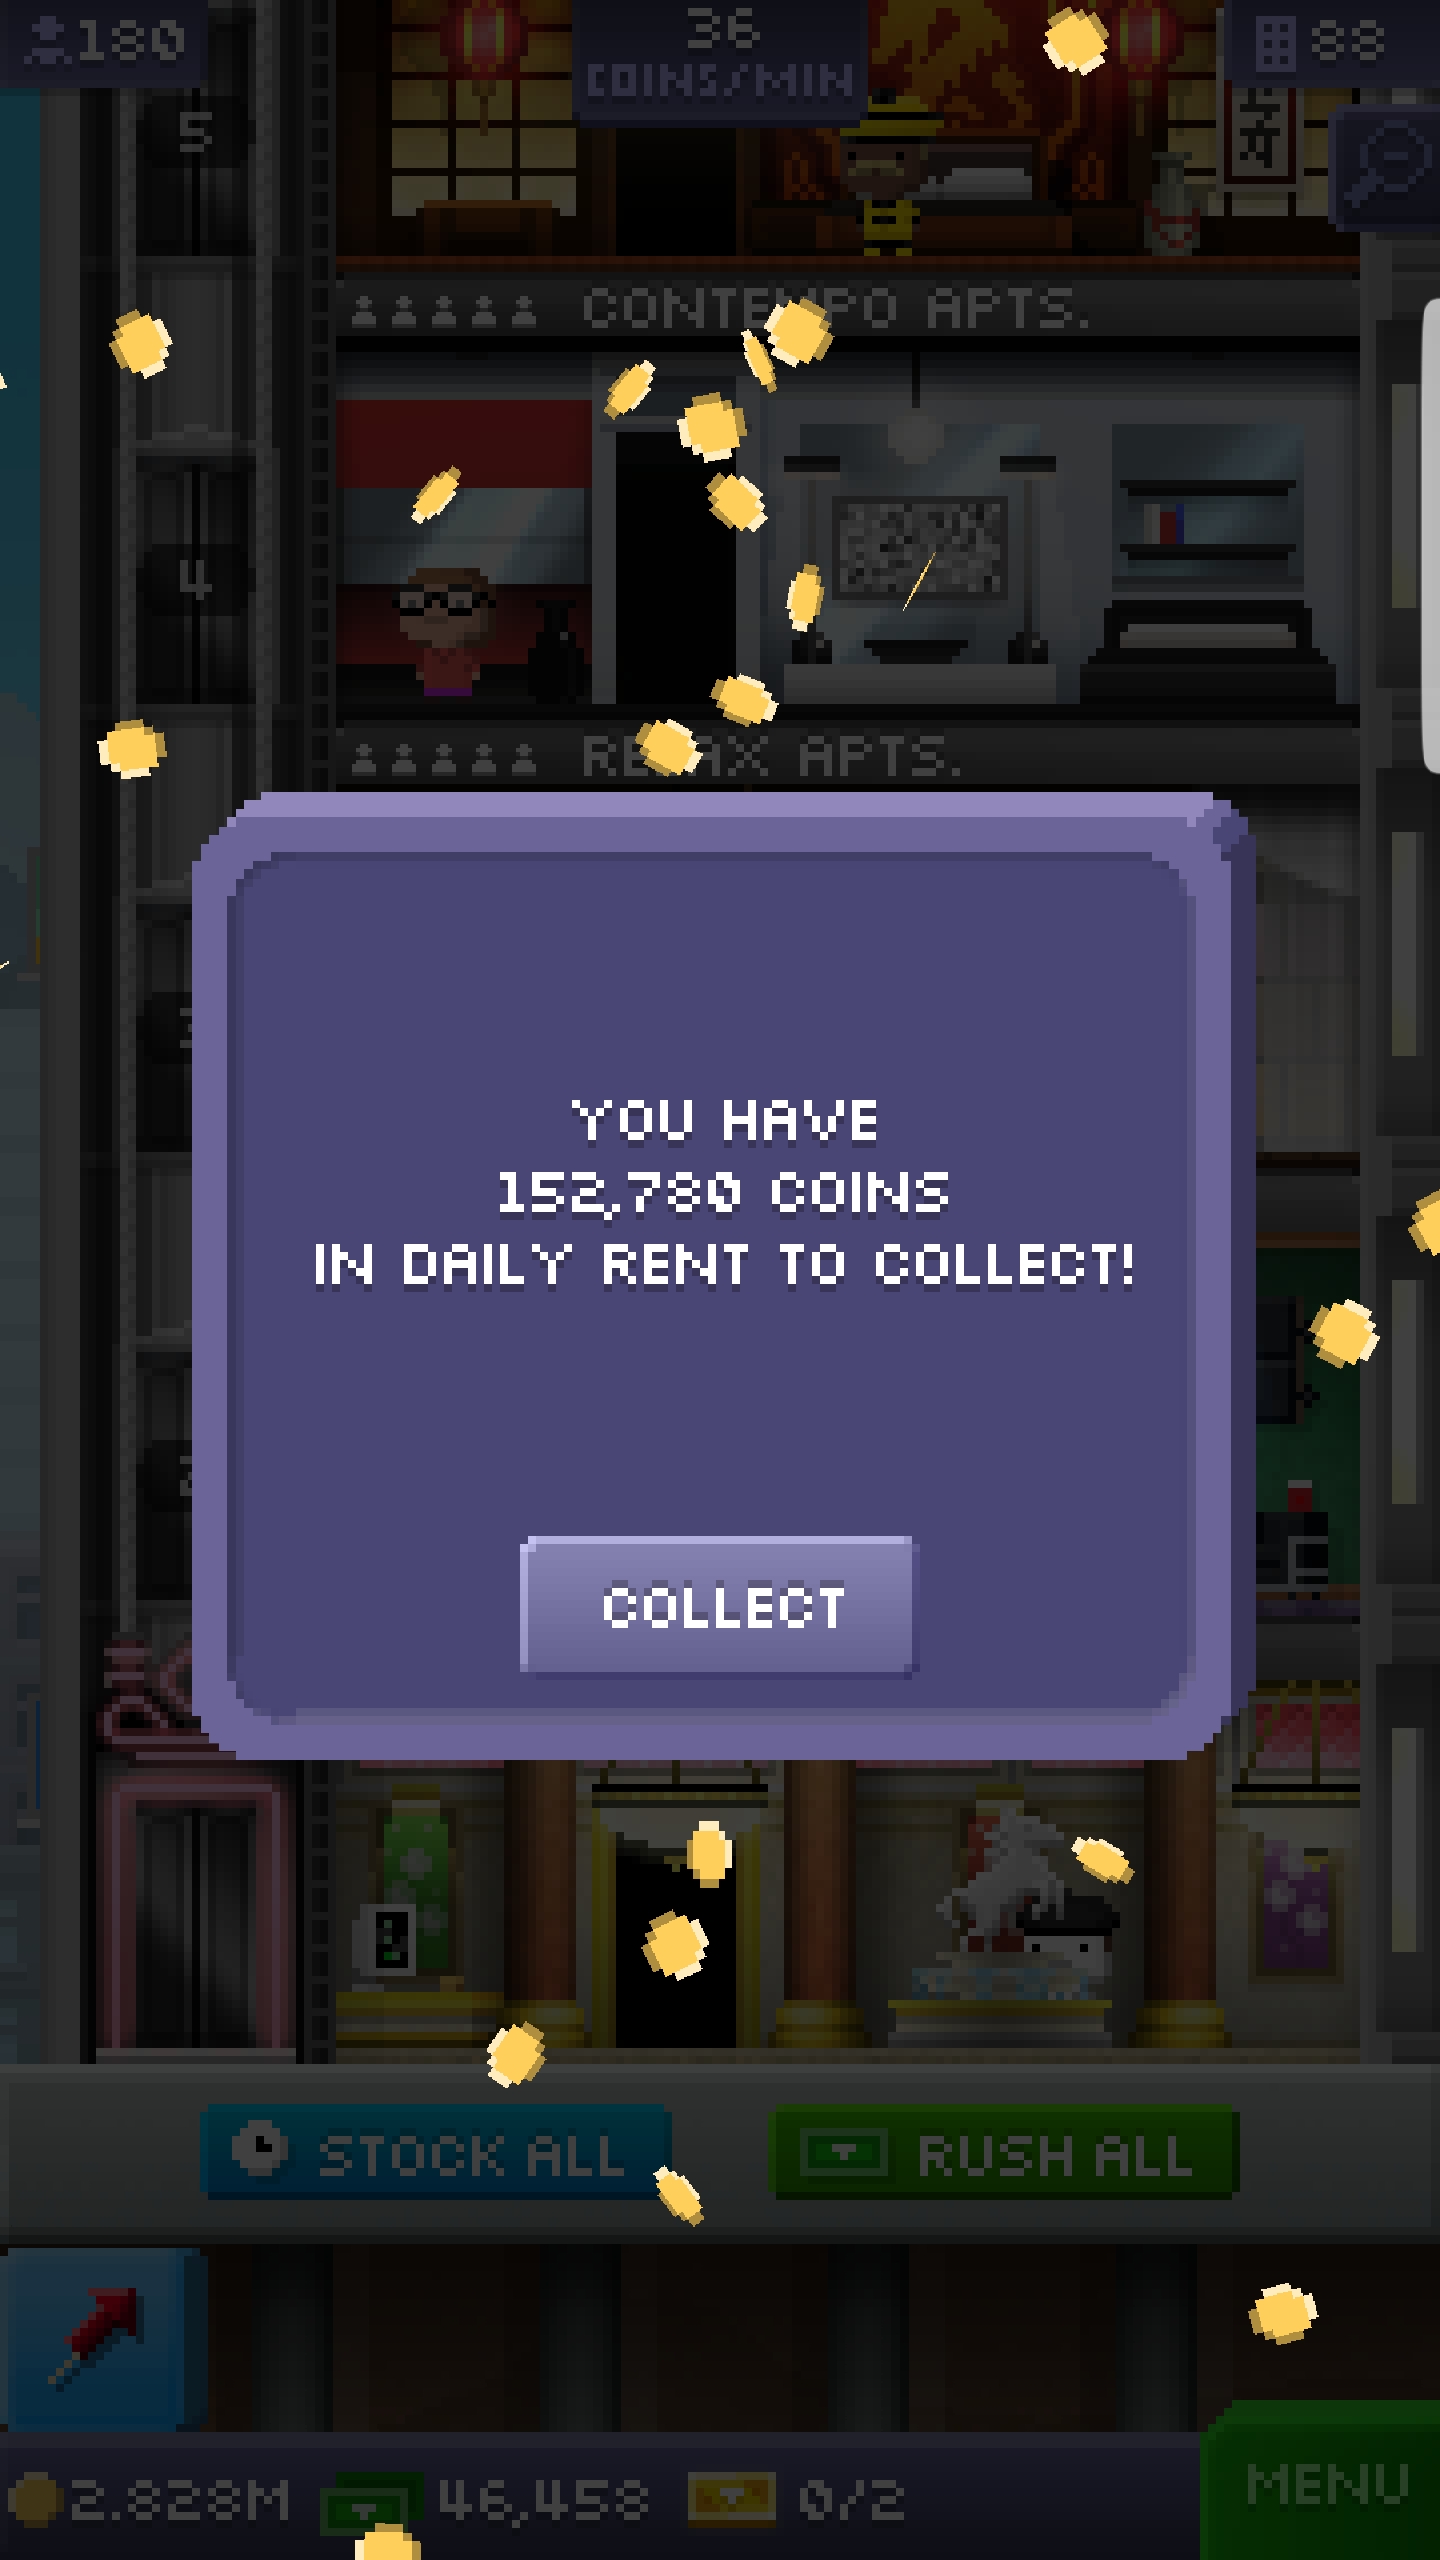 180
36
COINS/MIN
88
5
CONTEMPO APTS.
4
RELAX APTS.
YOU HAVE
152,780 COINS
IN DAILY RENT TO COLLECT!
COLLECT
STOCK ALL
RUSH ALL
2.828M
46,458
0/2
MENU